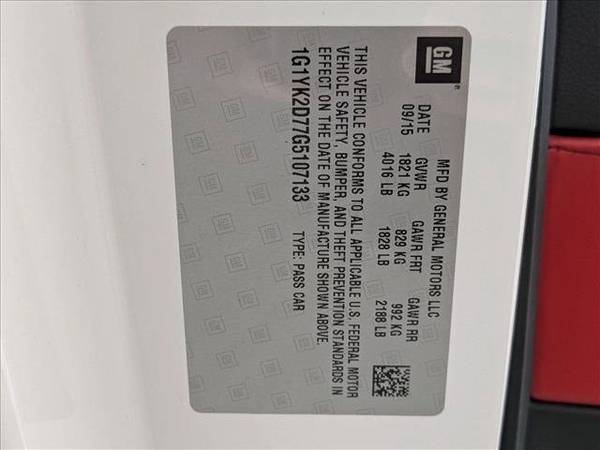 GM
MFD BY GENERAL MOTORS LLC
DATE GVWR GAWR FRT GAWR RR
09/15 1821 KG 829 KG 992 KG
4016 LB 1828 LB 2188 LB
THIS VEHICLE CONFORMS TO ALL APPLICABLE U.S. FEDERAL MOTOR
VEHICLE SAFETY, BUMPER, AND THEFT PREVENTION STANDARDS IN
EFFECT ON THE DATE OF MANUFACTURE SHOWN ABOVE.
1G1YK2D77G5107133 TYPE: PASS CAR